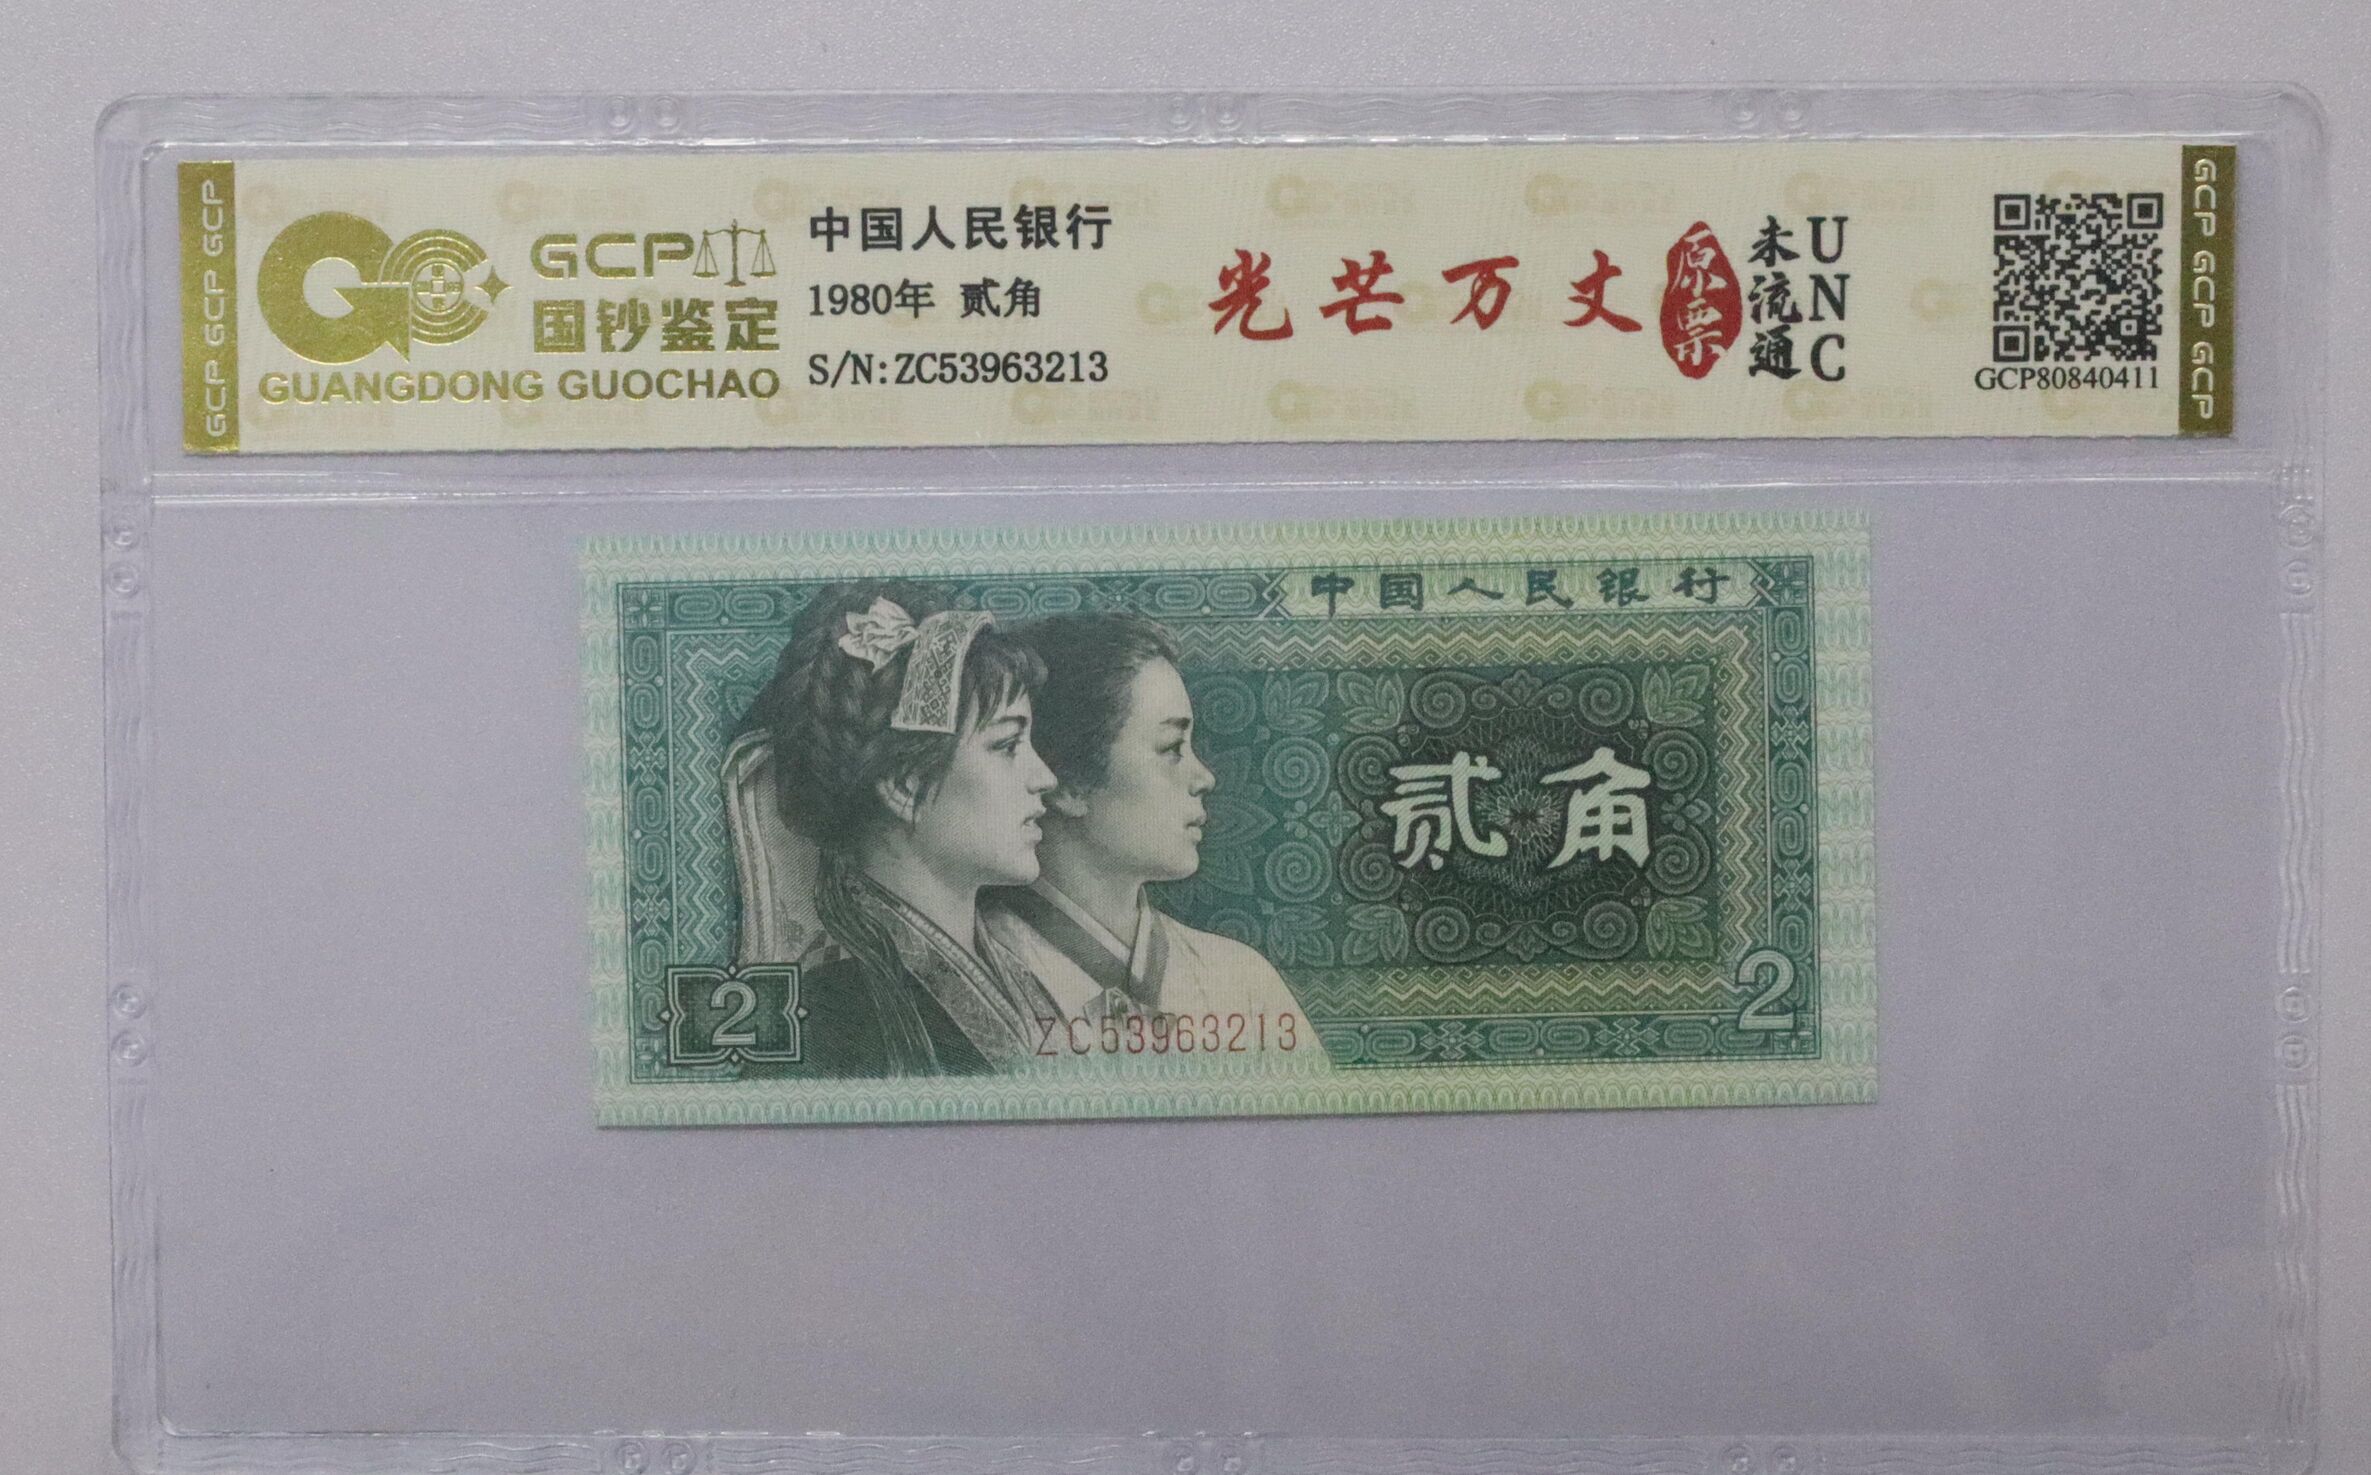 GCP GCP GCP
GCP
国钞鉴定
GUANGDONG GUOCHAO
中国人民银行
1980年 贰角
S/N:ZC53963213
光芒万丈
原票
未流通
UNC
GCP80840411
GCP GCP GCP
中国人民银行
贰角
2
2
ZC53963213